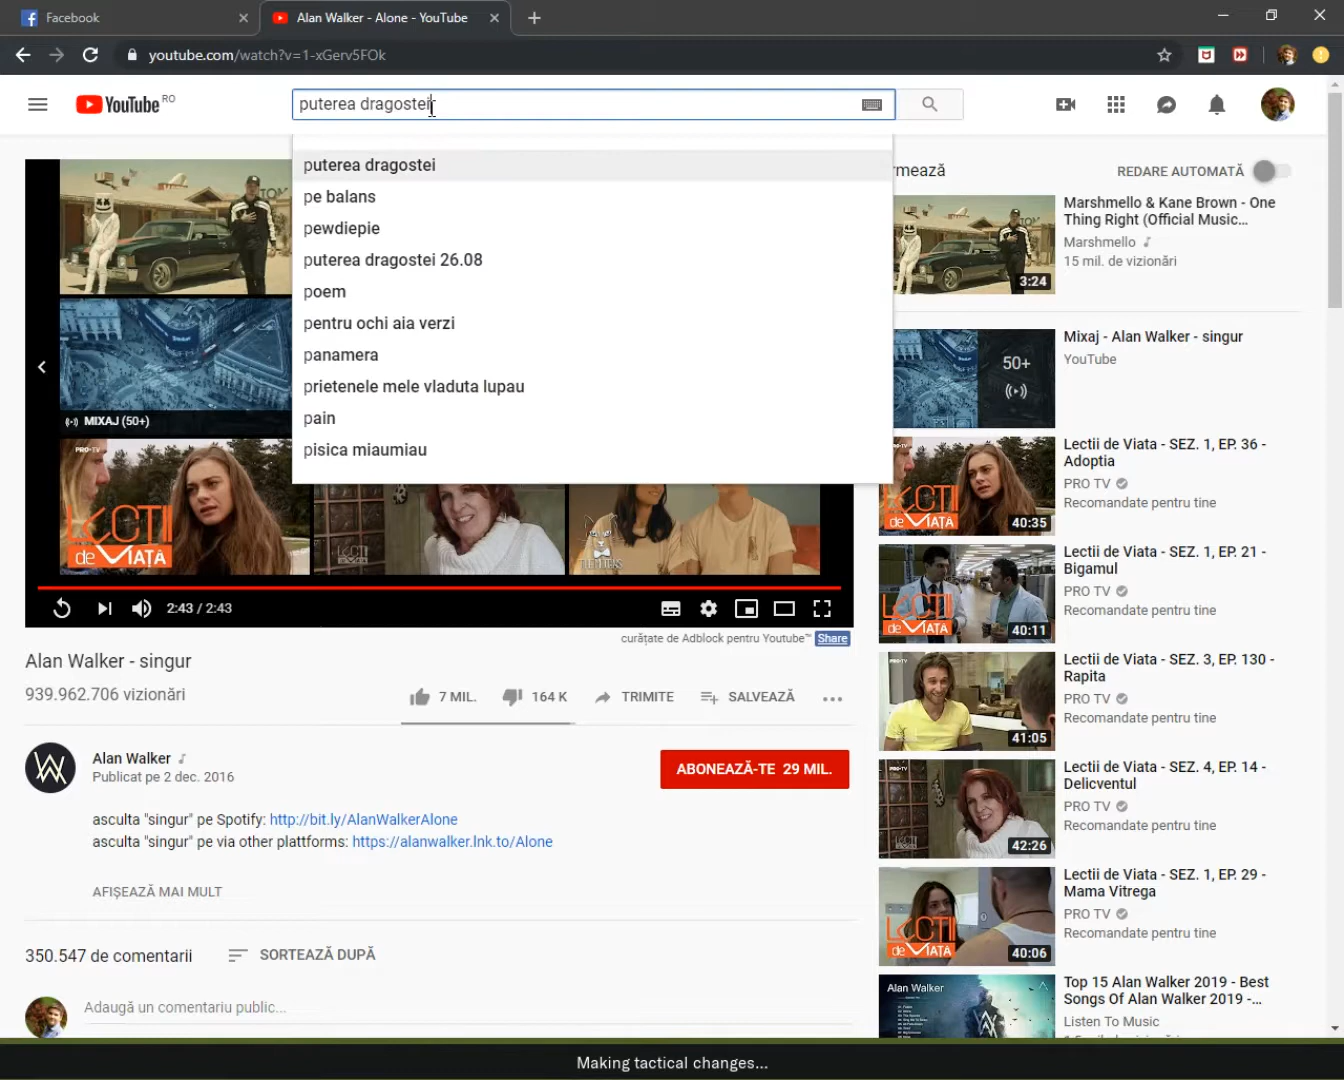 Facebook
Alan Walker - Alone - YouTube
youtube.com/watch?v=1-xGerv5FOk
YouTube RO
puterea dragostei
puterea dragostei
pe balans
pewdiepie
puterea dragostei 26.08
poem
pentru ochi aia verzi
panamera
prietenele mele vladuta lupau
pain
pisica miaumiau
MIXAJ (50+)
PRO•TV
LECȚII
de VIAȚĂ
2:43 / 2:43
curățate de Adblock pentru Youtube™ Share
Alan Walker - singur
939.962.706 vizionări
7 MIL.
164 K
TRIMITE
SALVEAZĂ
Alan Walker
Publicat pe 2 dec. 2016
ABONEAZĂ-TE 29 MIL.
asculta "singur" pe Spotify: http://bit.ly/AlanWalkerAlone
asculta "singur" pe via other plattforms: https://alanwalker.lnk.to/Alone
AFIȘEAZĂ MAI MULT
350.547 de comentarii
SORTEAZĂ DUPĂ
Adaugă un comentariu public...
rmează
REDARE AUTOMATĂ
Marshmello & Kane Brown - One
Thing Right (Official Music...
Marshmello
15 mil. de vizionări
3:24
Mixaj - Alan Walker - singur
YouTube
50+
Lectii de Viata - SEZ. 1, EP. 36 -
Adoptia
PRO TV
Recomandate pentru tine
40:35
Lectii de Viata - SEZ. 1, EP. 21 -
Bigamul
PRO TV
Recomandate pentru tine
40:11
Lectii de Viata - SEZ. 3, EP. 130 -
Rapita
PRO TV
Recomandate pentru tine
41:05
Lectii de Viata - SEZ. 4, EP. 14 -
Delicventul
PRO TV
Recomandate pentru tine
42:26
Lectii de Viata - SEZ. 1, EP. 29 -
Mama Vitrega
PRO TV
Recomandate pentru tine
40:06
Top 15 Alan Walker 2019 - Best
Songs Of Alan Walker 2019 -...
Listen To Music
Alan Walker
Making tactical changes...